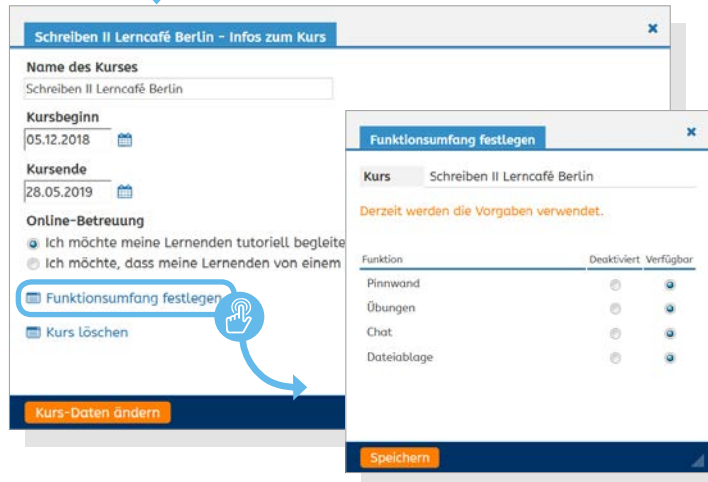 Schreiben II Lerncafé Berlin – Infos zum Kurs
Name des Kurses
Schreiben II Lerncafé Berlin
Kursbeginn
05.12.2018
Kursende
28.05.2019
Online-Betreuung
Ich möchte meine Lernenden tutoriell begleite
Ich möchte, dass meine Lernenden von einem
Funktionsumfang festlegen
Kurs löschen
Kurs-Daten ändern
Funktionsumfang festlegen
Kurs Schreiben II Lerncafé Berlin
Derzeit werden die Vorgaben verwendet.
Funktion Deaktiviert Verfügbar
Pinnwand
Übungen
Chat
Dateiablage
Speichern